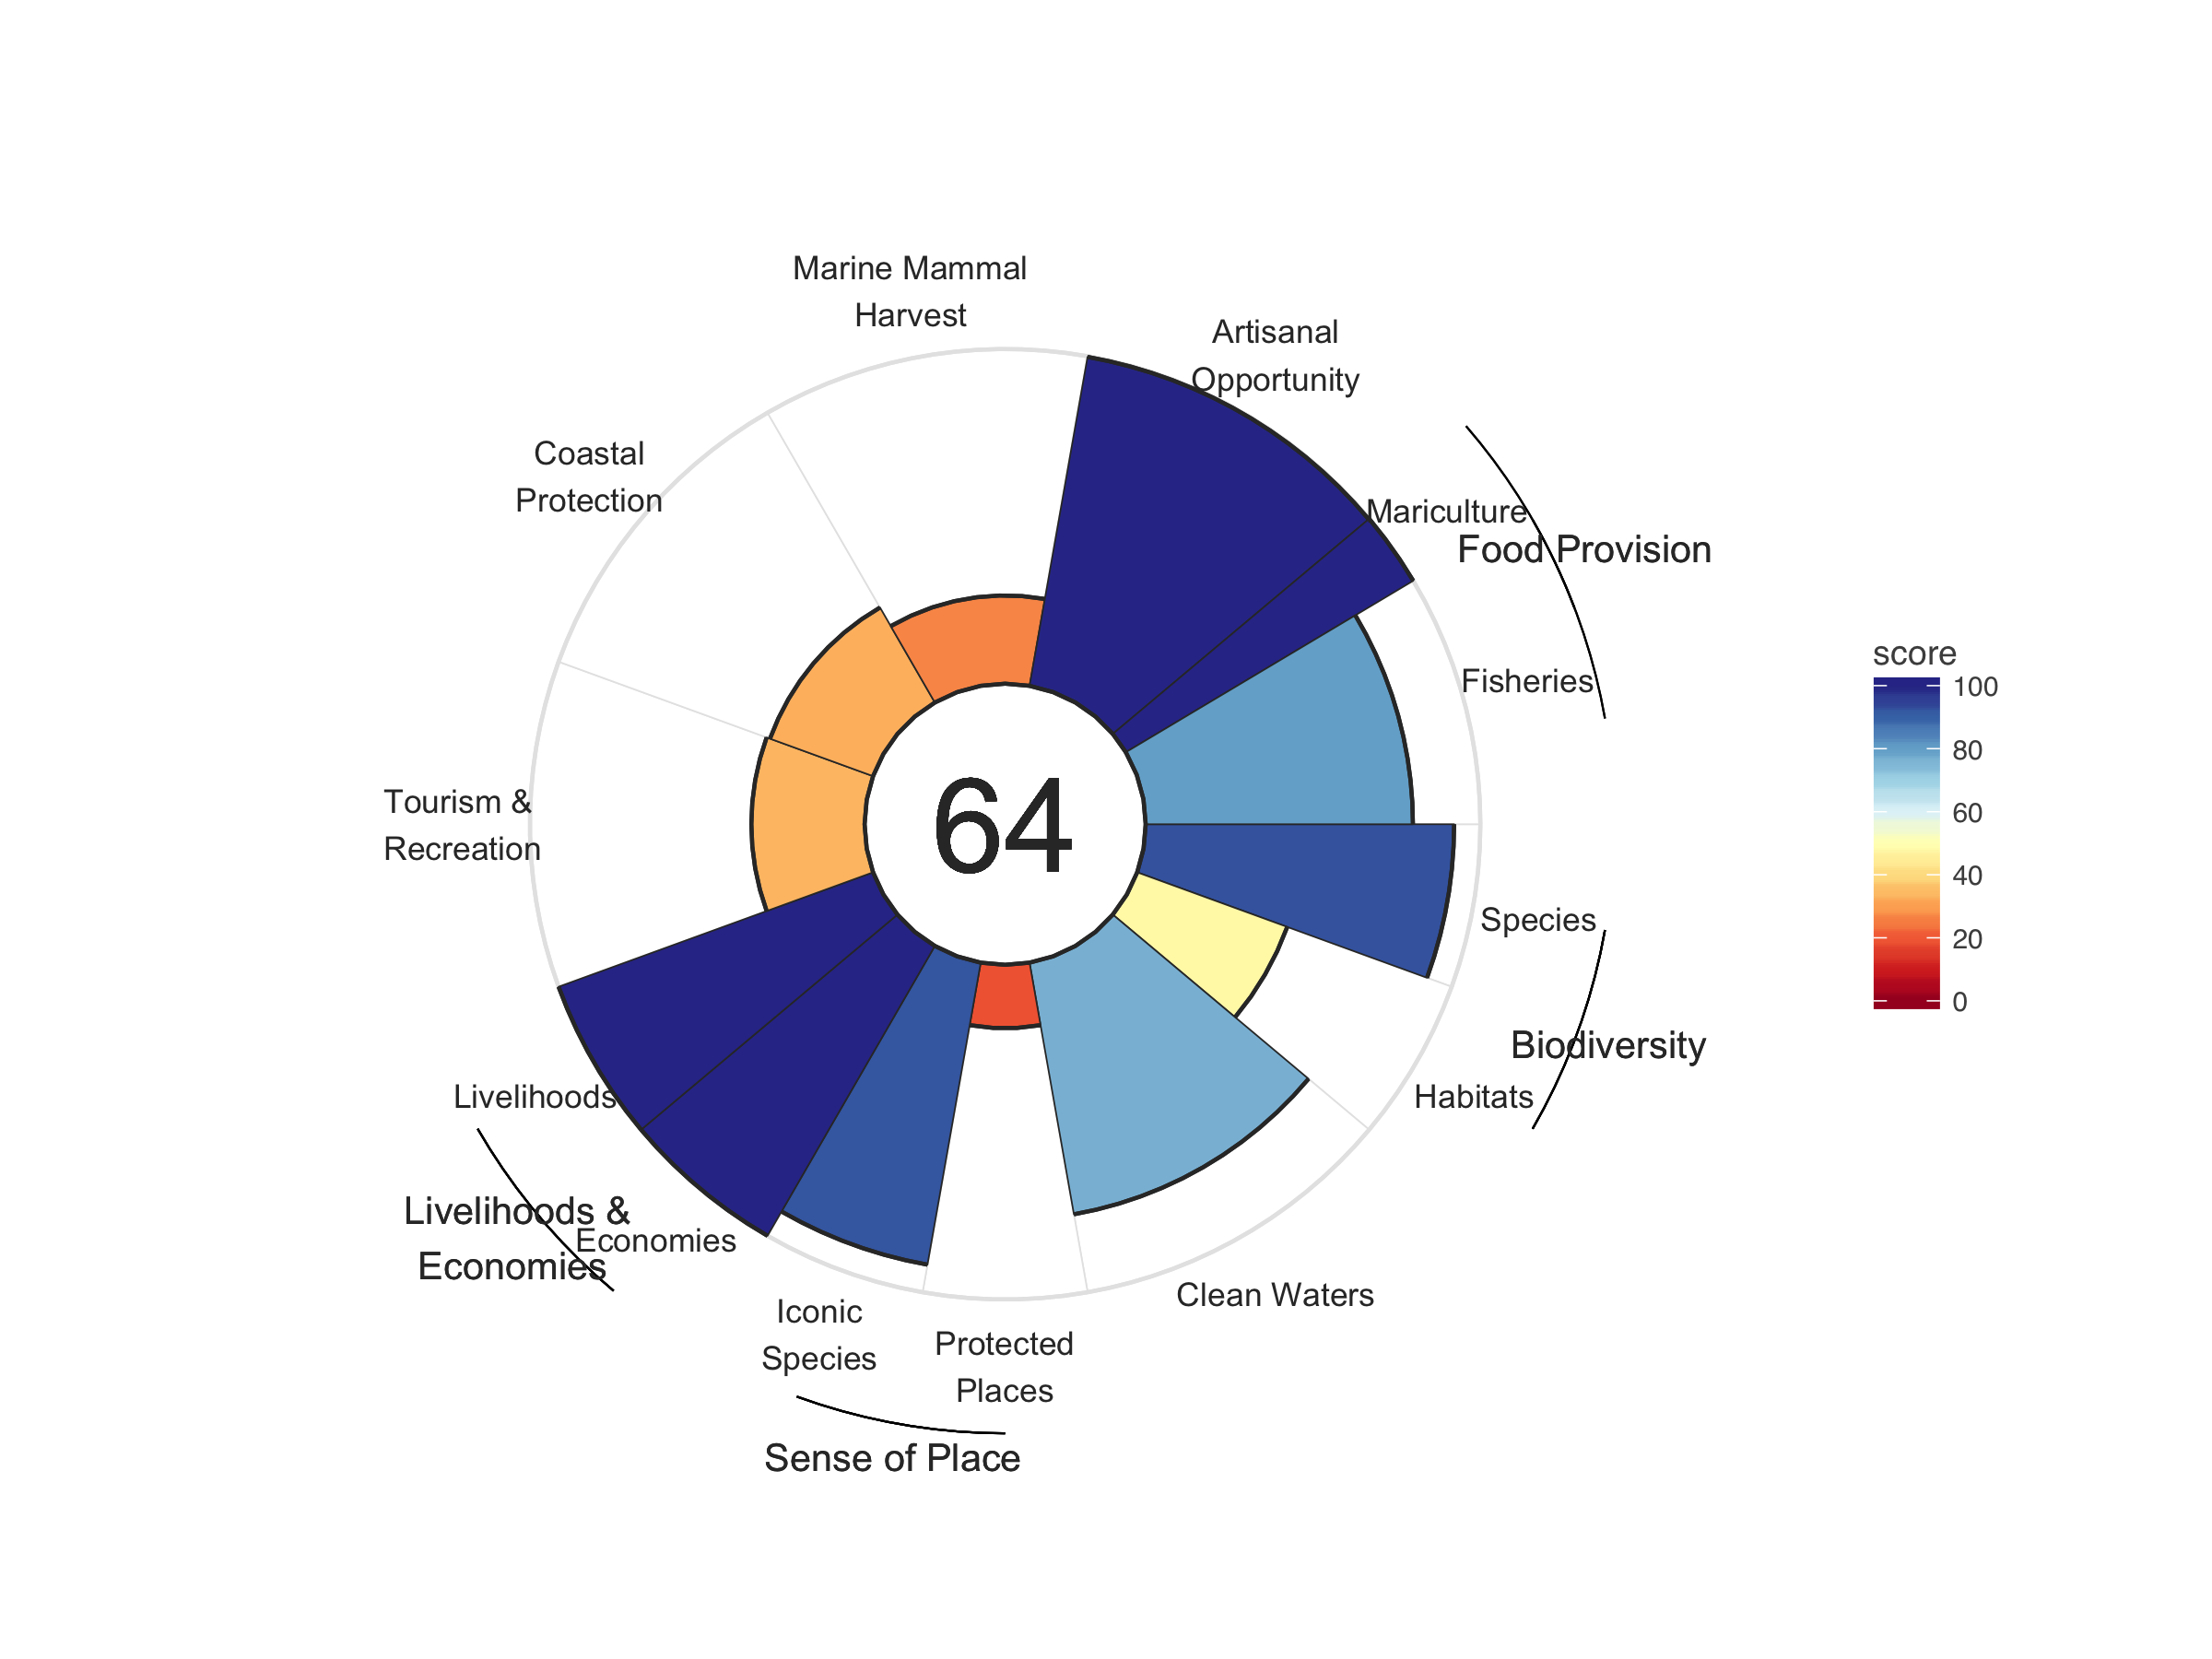 Marine Mammal
Harvest
Artisanal
Opportunity
Coastal
Protection
Mariculture
Food Provision
Fisheries
score
100
80
60
40
20
0
64
Tourism &
Recreation
Species
Biodiversity
Habitats
Livelihoods
Livelihoods &
Economies
Economies
Clean Waters
Iconic
Species
Protected
Places
Sense of Place